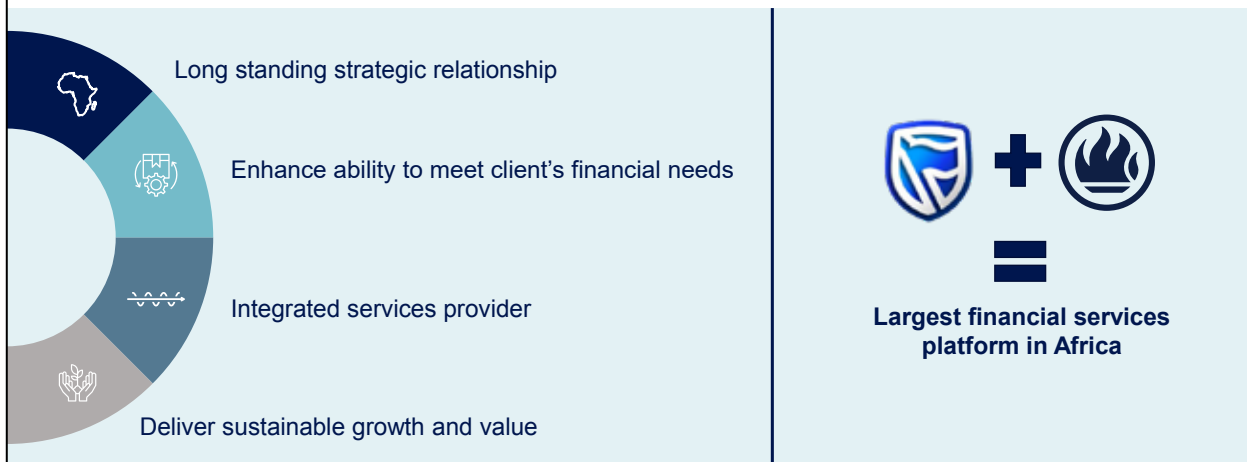 Long standing strategic relationship
Enhance ability to meet client’s financial needs
Integrated services provider
Deliver sustainable growth and value
Largest financial services
platform in Africa